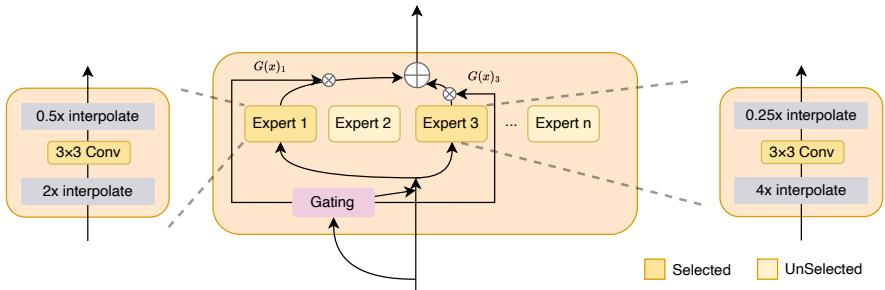 G(x)₁
G(x)₃
0.5x interpolate
3×3 Conv
2x interpolate
Expert 1
Expert 2
Expert 3
...
Expert n
Gating
0.25x interpolate
3×3 Conv
4x interpolate
Selected
UnSelected